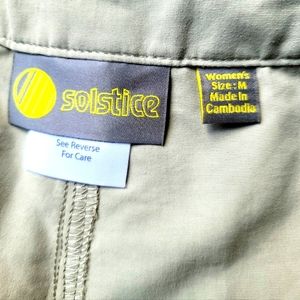 solstice
See Reverse
For Care
Women's
Size : M
Made In
Cambodia